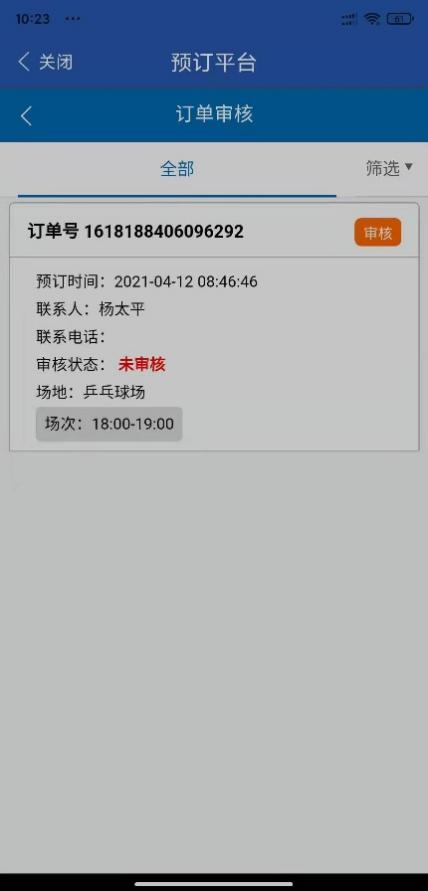 10:23 ···
61
关闭
预订平台
订单审核
全部
筛选
订单号 1618188406096292
审核
预订时间：2021-04-12 08:46:46
联系人：杨太平
联系电话：
审核状态： 未审核
场地：乒乓球场
场次：18:00-19:00